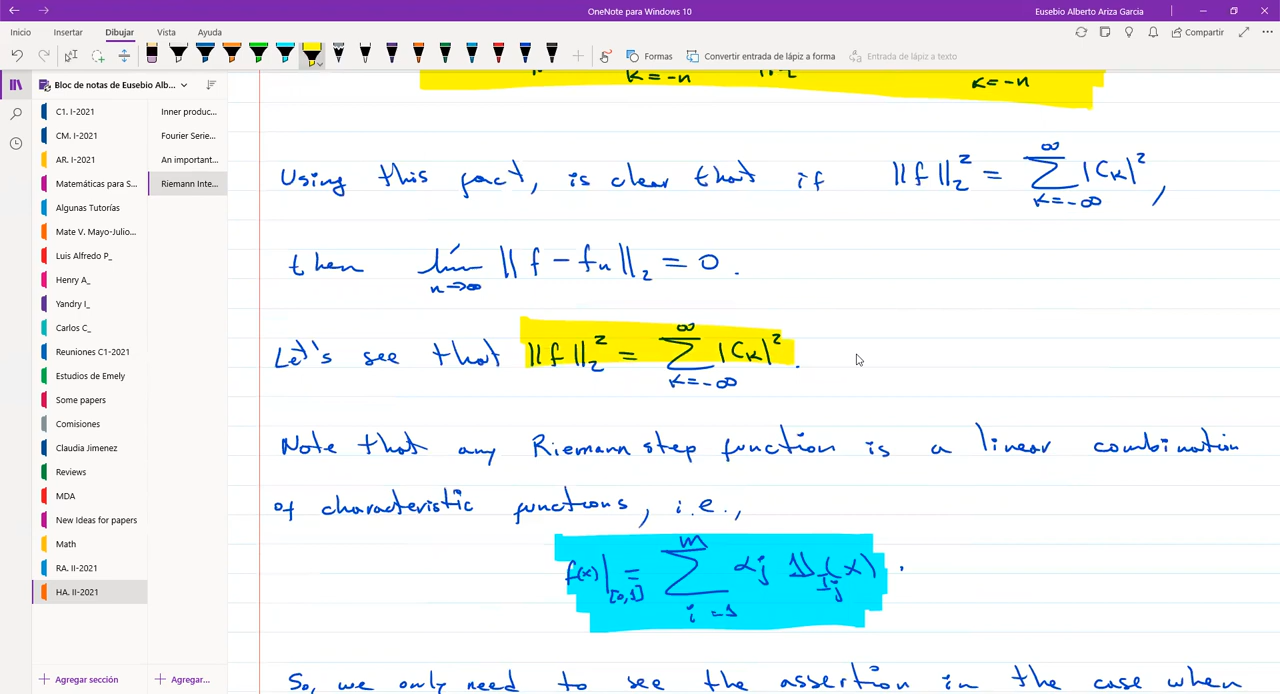 OneNote para Windows 10
Eusebio Alberto Ariza Garcia
Inicio Insertar Dibujar Vista Ayuda
Compartir
Formas Convertir entrada de lápiz a forma Entrada de lápiz a texto
Bloc de notas de Eusebio Alb...
C1. I-2021
CM. I-2021
AR. I-2021
Matemáticas para S...
Algunas Tutorías
Mate V. Mayo-Julio...
Luis Alfredo P_
Henry A_
Yandry I_
Carlos C_
Reuniones C1-2021
Estudios de Emely
Some papers
Comisiones
Claudia Jimenez
Reviews
MDA
New Ideas for papers
Math
RA. II-2021
HA. II-2021
Agregar sección
Inner produc...
Fourier Serie...
An important...
Riemann Inte...
Agregar...
K=-n K=-n
Using this fact, is clear that if ||f||_2^2 = ∑_{K=-∞}^{∞} |C_K|^2,
then lím_{n→∞} ||f - f_n||_2 = 0.
Let's see that ||f||_2^2 = ∑_{K=-∞}^{∞} |C_K|^2.
Note that any Riemann step function is a linear combination
of characteristic functions, i.e.,
f(x)|_{[0,1]} = ∑_{i=1}^{m} αj 𝟙_{Ij}(x).
So, we only need to see the assertion in the case when